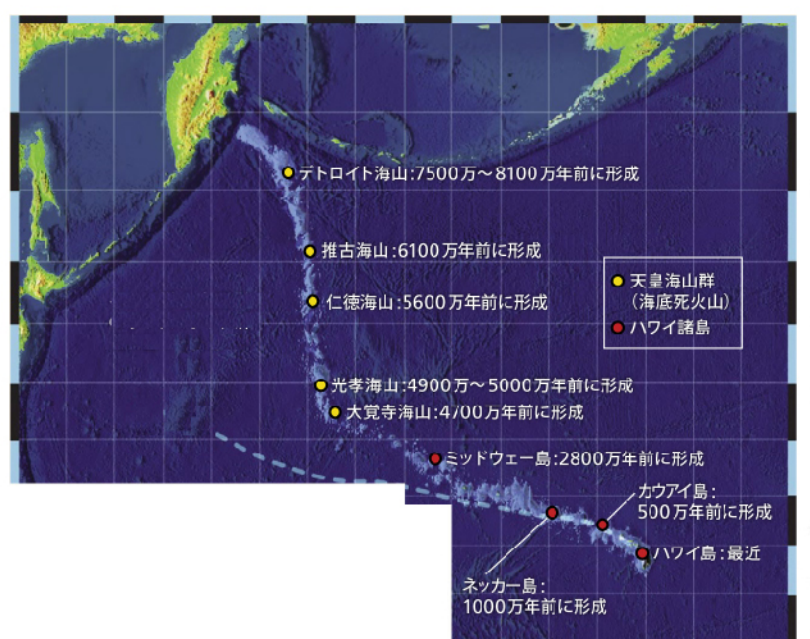 デトロイト海山:7500万〜8100万年前に形成
推古海山:6100万年前に形成
天皇海山群
(海底死火山)
ハワイ諸島
仁徳海山:5600万年前に形成
光孝海山:4900万〜5000万年前に形成
大覚寺海山:4700万年前に形成
ミッドウェー島:2800万年前に形成
カウアイ島:
500万年前に形成
ハワイ島:最近
ネッカー島:
1000万年前に形成